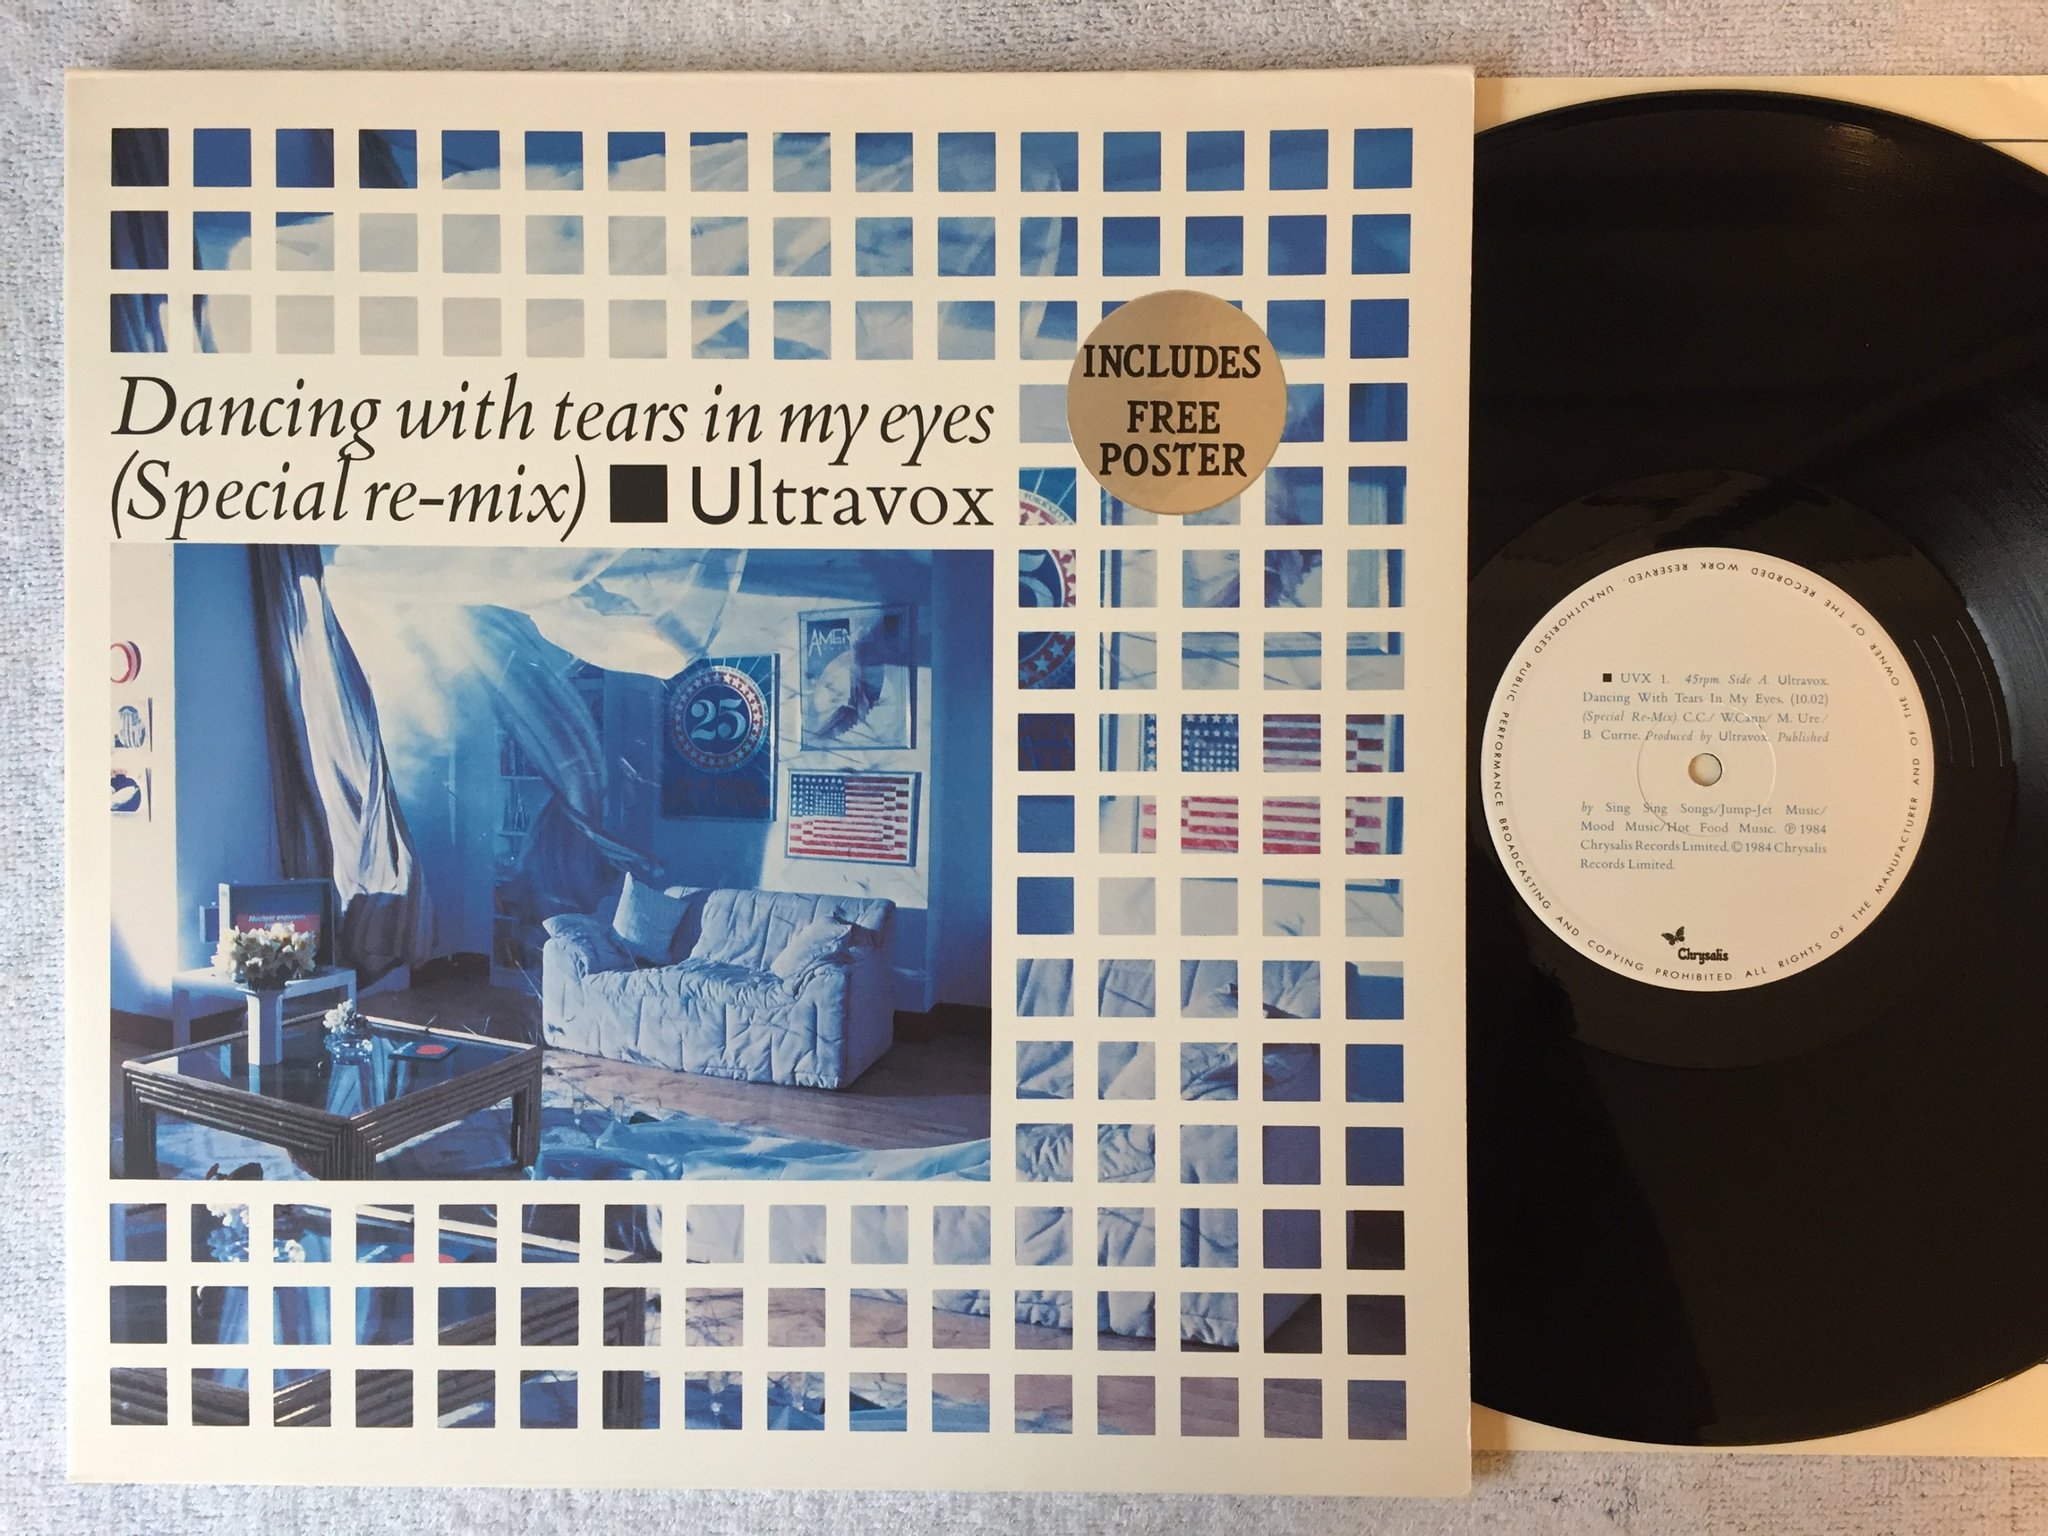 Dancing with tears in my eyes
(Special re-mix) ■ Ultravox
INCLUDES
FREE
POSTER
AMERICA
25
Nuclear explosion
■ UVX 1. 45rpm. Side A. Ultravox.
Dancing With Tears In My Eyes. (10.02)
(Special Re-Mix). C.C./ W.Cann/ M. Ure/
B. Currie. Produced by Ultravox. Published
by Sing Sing Songs/Jump-Jet Music/
Mood Music/Hot Food Music. ℗ 1984
Chrysalis Records Limited. © 1984 Chrysalis
Records Limited.
Chrysalis
ALL RIGHTS OF THE MANUFACTURER AND OF THE OWNER OF THE RECORDED WORK RESERVED. UNAUTHORISED PUBLIC PERFORMANCE BROADCASTING AND COPYING PROHIBITED.